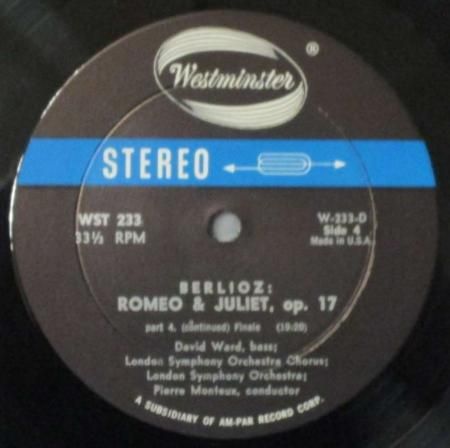 Westminster ®
STEREO
WST 233
33⅓ RPM
W-233-D
Side 4
Made in U.S.A.
BERLIOZ:
ROMEO & JULIET, op. 17
part 4. (continued) Finale (19:20)
David Ward, bass;
London Symphony Orchestra Chorus;
London Symphony Orchestra;
Pierre Monteux, conductor
A SUBSIDIARY OF AM-PAR RECORD CORP.